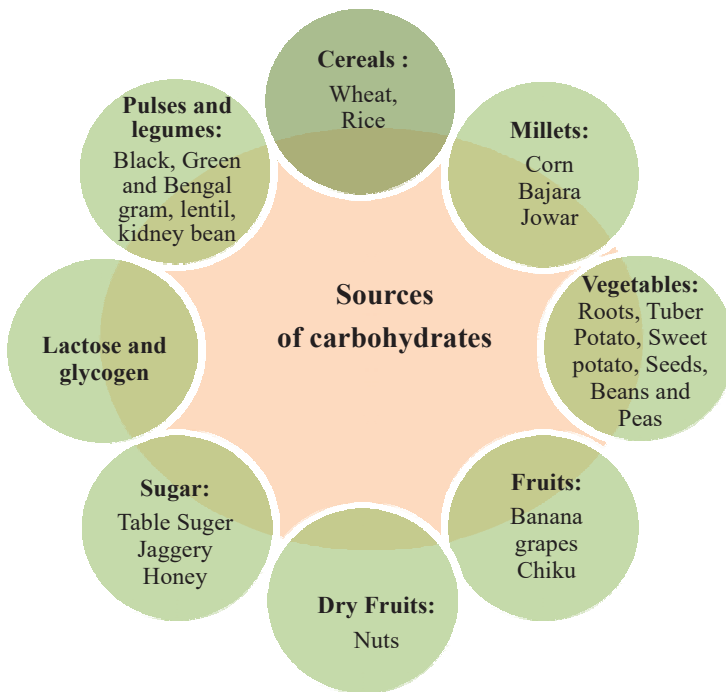 Sources
of carbohydrates
Cereals :
Wheat,
Rice
Millets:
Corn
Bajara
Jowar
Vegetables:
Roots, Tuber
Potato, Sweet
potato, Seeds,
Beans and
Peas
Fruits:
Banana
grapes
Chiku
Dry Fruits:
Nuts
Sugar:
Table Suger
Jaggery
Honey
Lactose and
glycogen
Pulses and
legumes:
Black, Green
and Bengal
gram, lentil,
kidney bean